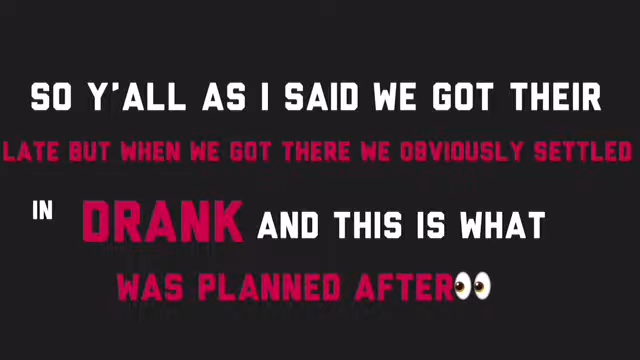 SO Y'ALL AS I SAID WE GOT THEIR
LATE BUT WHEN WE GOT THERE WE OBVIOUSLY SETTLED
IN DRANK AND THIS IS WHAT
WAS PLANNED AFTER👀